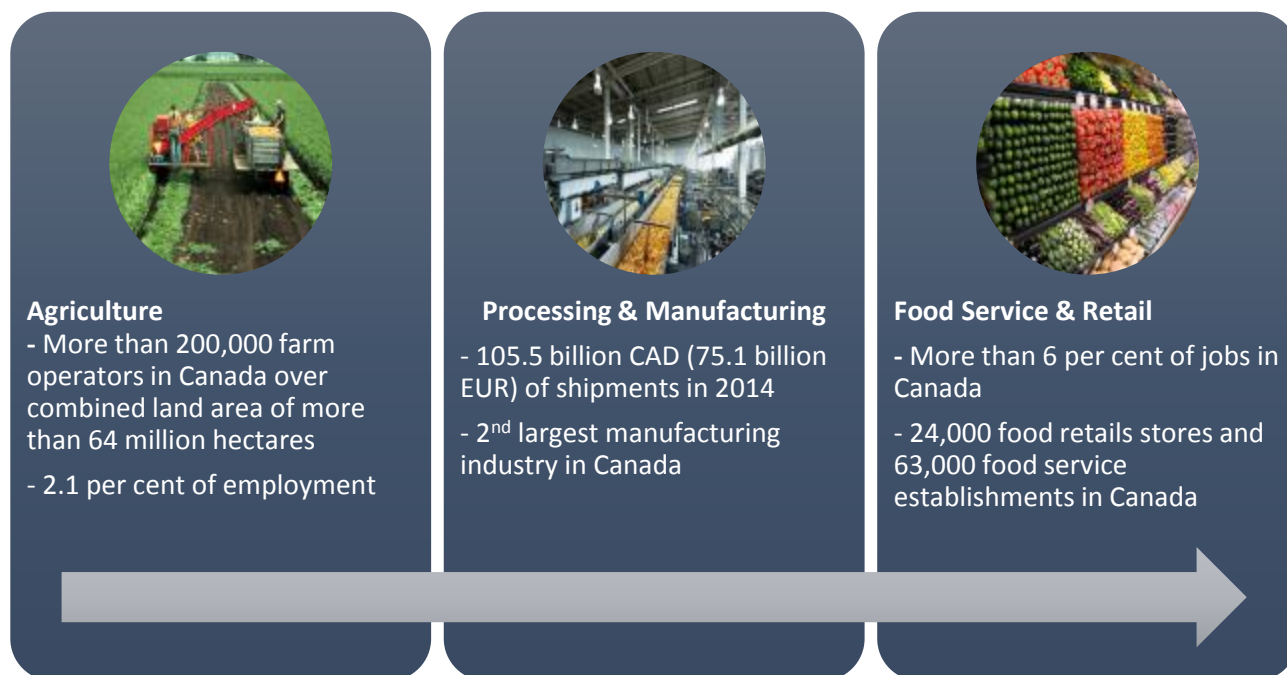 Agriculture
- More than 200,000 farm
operators in Canada over
combined land area of more
than 64 million hectares
- 2.1 per cent of employment
Processing & Manufacturing
- 105.5 billion CAD (75.1 billion
EUR) of shipments in 2014
- 2nd largest manufacturing
industry in Canada
Food Service & Retail
- More than 6 per cent of jobs in
Canada
- 24,000 food retails stores and
63,000 food service
establishments in Canada